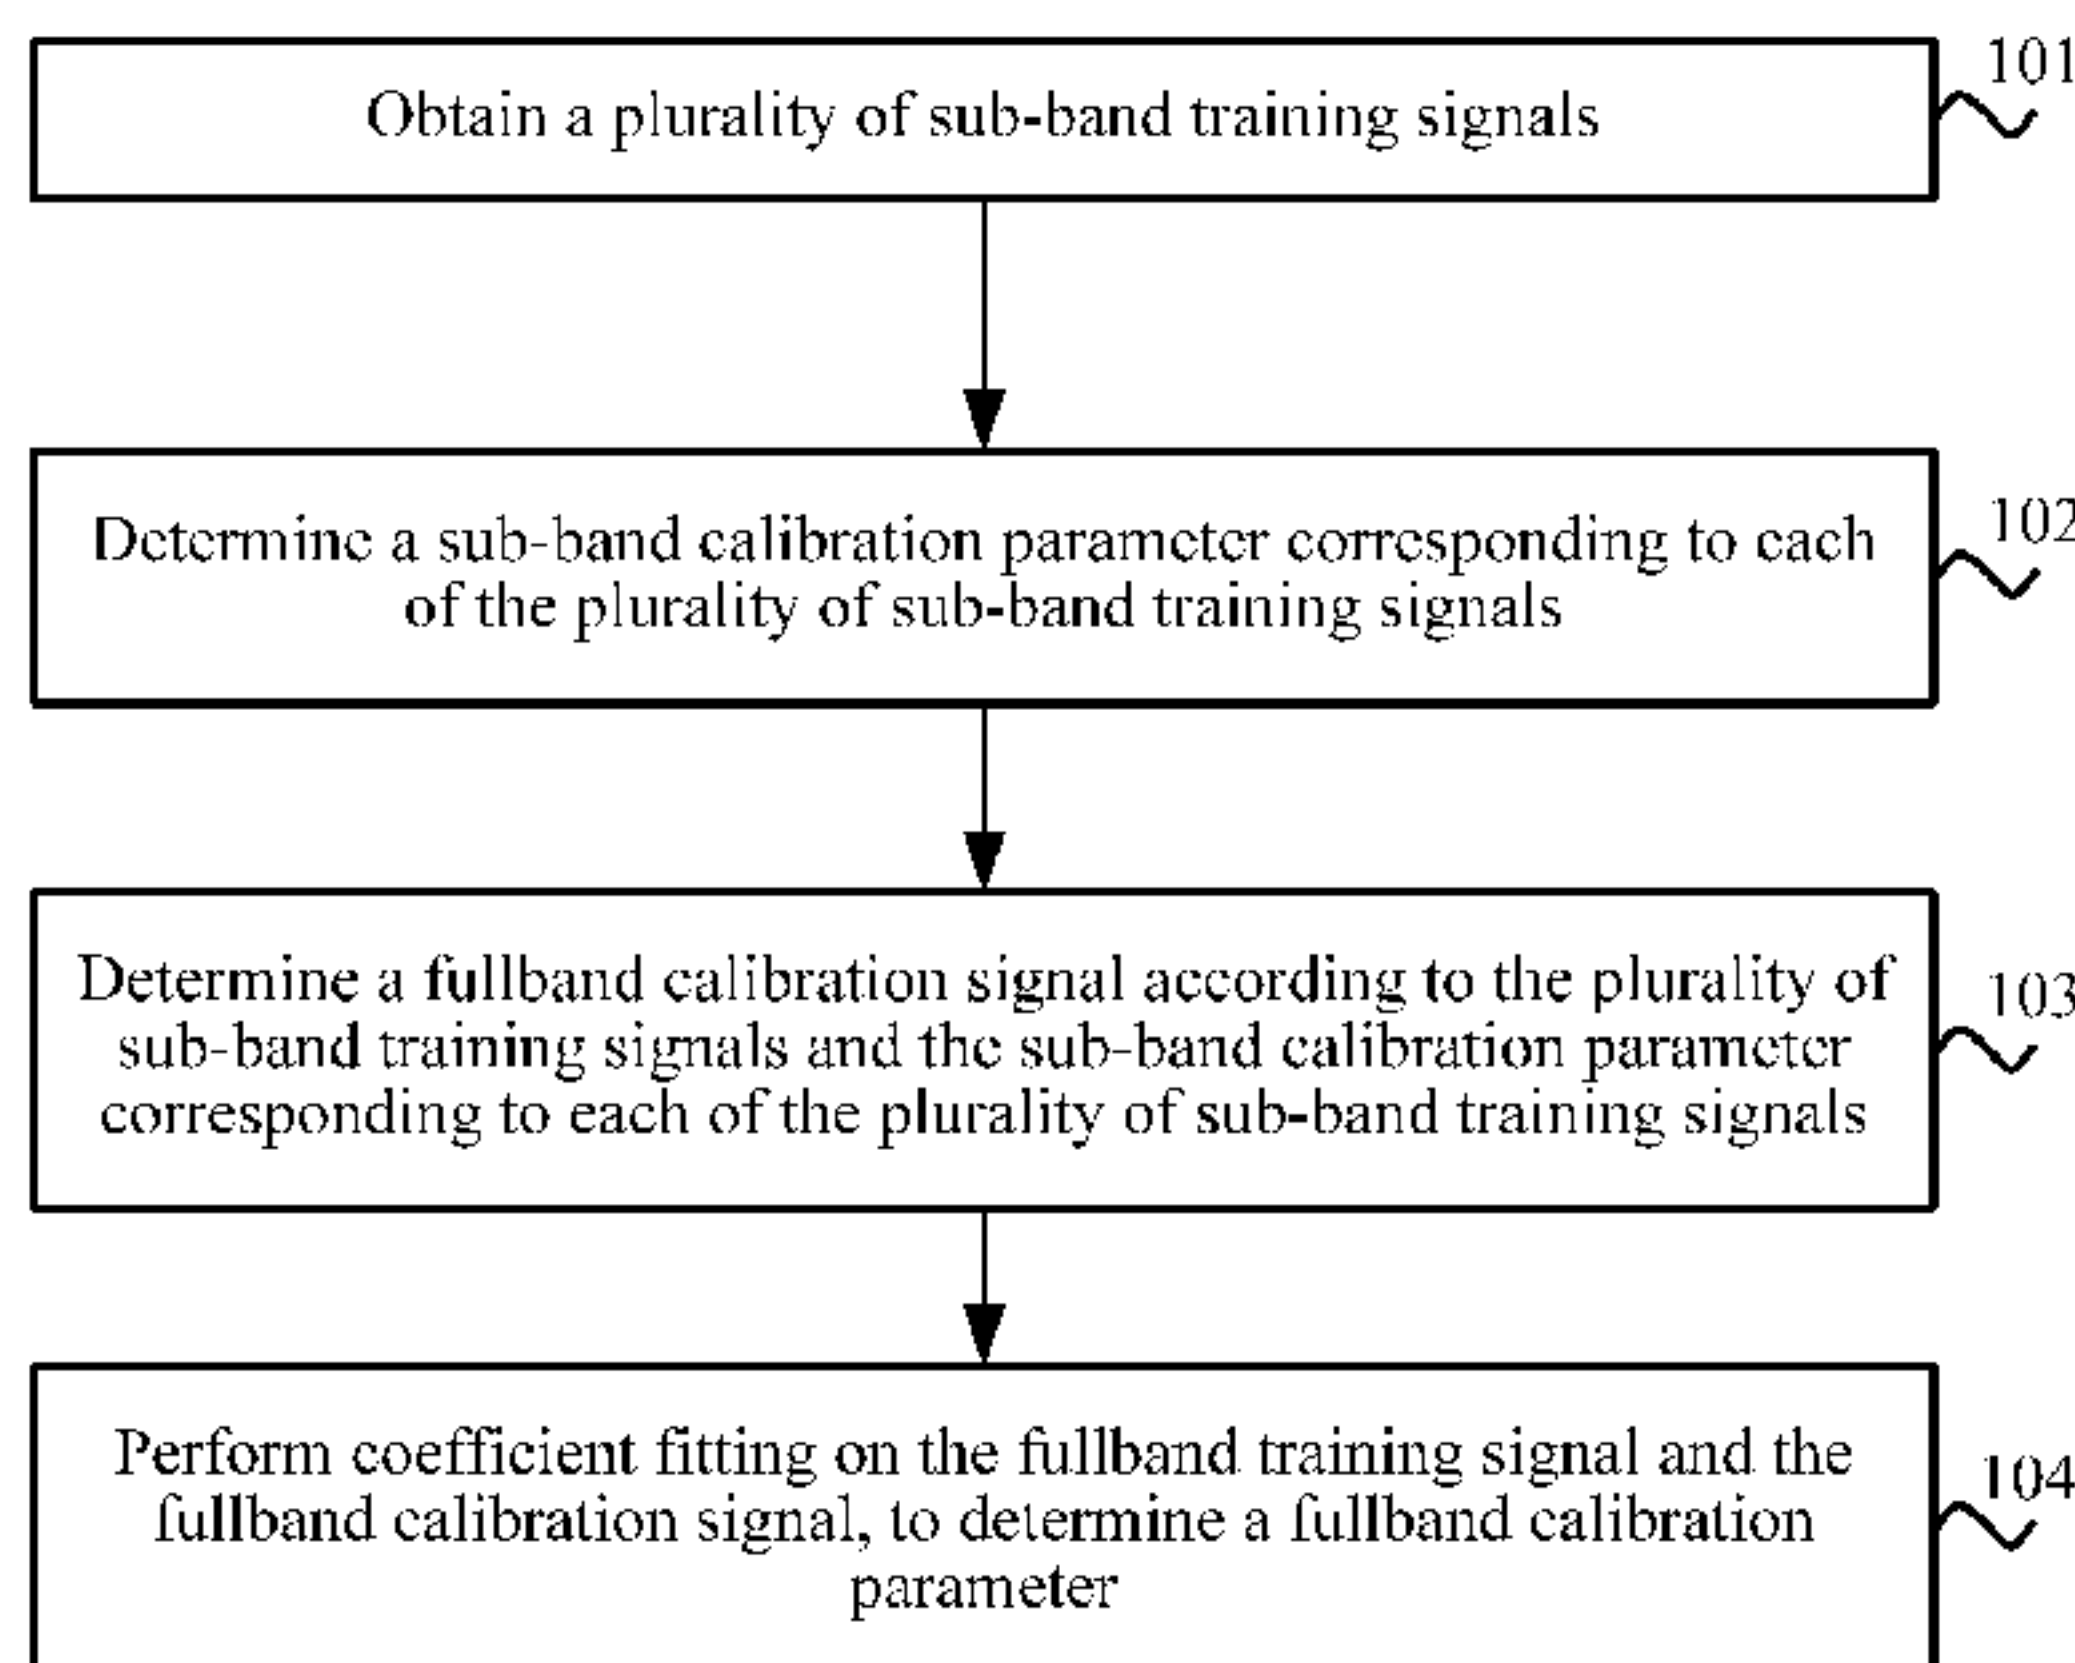 101
Obtain a plurality of sub-band training signals
102
Determine a sub-band calibration parameter corresponding to each
of the plurality of sub-band training signals
103
Determine a fullband calibration signal according to the plurality of
sub-band training signals and the sub-band calibration parameter
corresponding to each of the plurality of sub-band training signals
104
Perform coefficient fitting on the fullband training signal and the
fullband calibration signal, to determine a fullband calibration
parameter